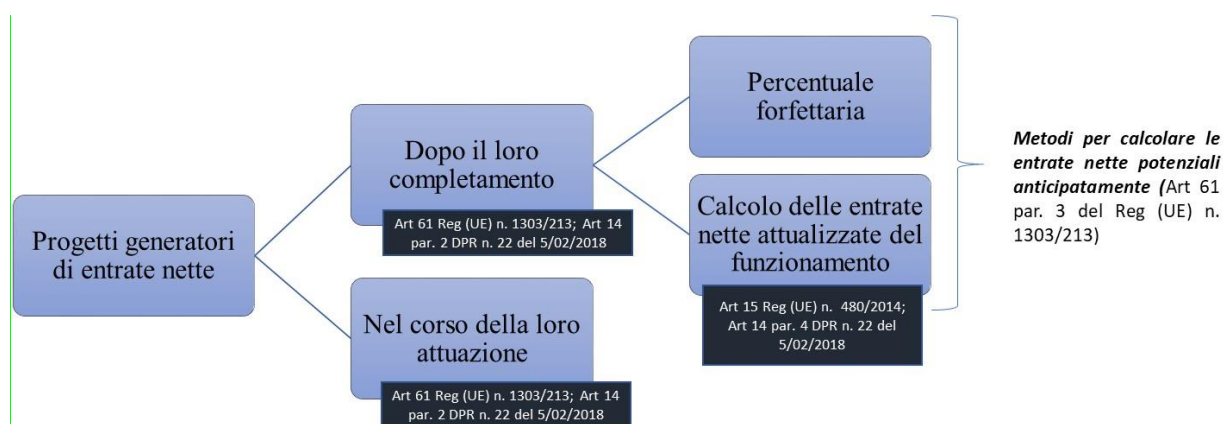 Progetti generatori
di entrate nette
Dopo il loro
completamento
Art 61 Reg (UE) n. 1303/213; Art 14
par. 2 DPR n. 22 del 5/02/2018
Nel corso della loro
attuazione
Art 61 Reg (UE) n. 1303/213; Art 14
par. 2 DPR n. 22 del 5/02/2018
Percentuale
forfettaria
Calcolo delle entrate
nette attualizzate del
funzionamento
Art 15 Reg (UE) n. 480/2014;
Art 14 par. 4 DPR n. 22 del
5/02/2018
Metodi per calcolare le
entrate nette potenziali
anticipatamente (Art 61
par. 3 del Reg (UE) n.
1303/213)